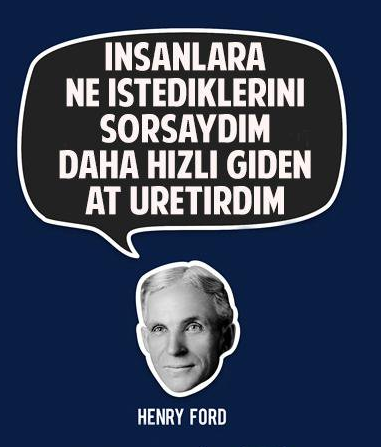 INSANLARA
NE ISTEDIKLERINI
SORSAYDIM
DAHA HIZLI GIDEN
AT URETIRDIM
HENRY FORD